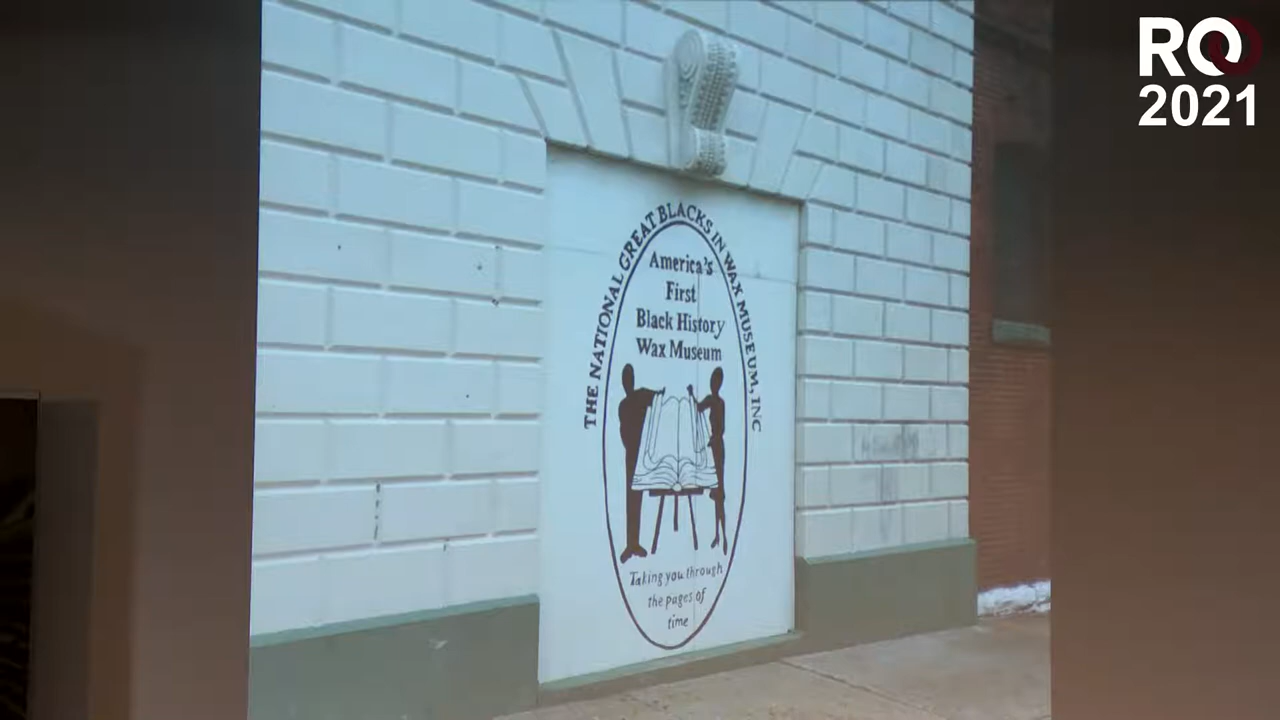 RO
2021
THE NATIONAL GREAT BLACKS IN WAX MUSEUM, INC
America's
First
Black History
Wax Museum
Taking you through
the pages of
time